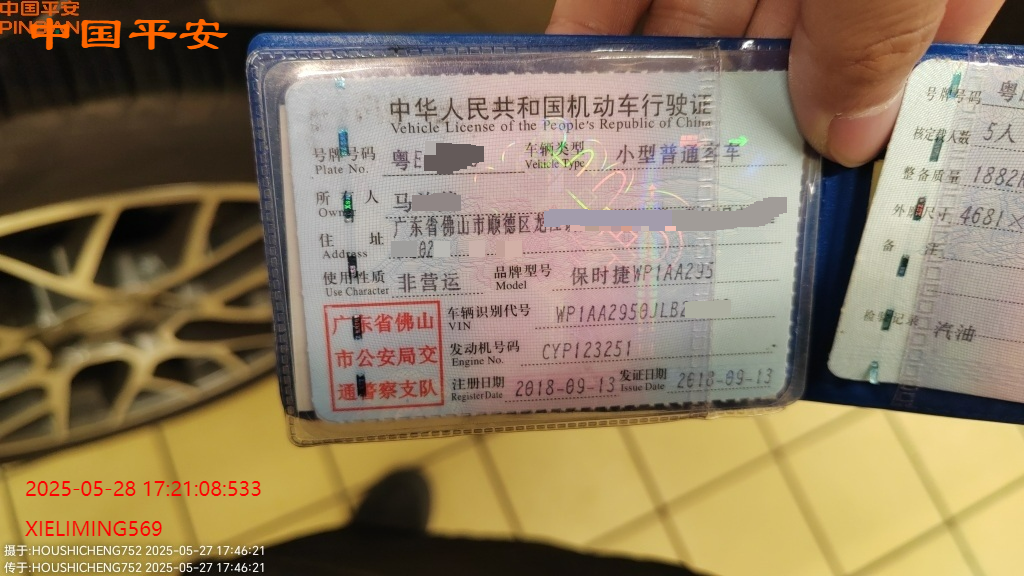 中国平安
PINGAN
中国平安
中华人民共和国机动车行驶证
Vehicle License of the People's Republic of China
号牌号码 粤E 车辆类型 小型普通客车
Plate No. Vehicle Type
所有人 马
Owner
住址 广东省佛山市顺德区龙江
Address 02
使用性质 非营运 品牌型号 保时捷WP1AA295
Use Character Model
广东省佛山
市公安局交
通警察支队
车辆识别代号 WP1AA2950JLB2
VIN
发动机号码 CYP123251
Engine No.
注册日期 2018-09-13 发证日期 2018-09-13
Register Date Issue Date
号牌号码 粤
核定载人数 5人
整备质量 1882
外廓尺寸 4681×
备注
检验记录 汽油
2025-05-28 17:21:08:533
XIELIMING569
摄于:HOUSHICHENG752 2025-05-27 17:46:21
传于:HOUSHICHENG752 2025-05-27 17:46:21